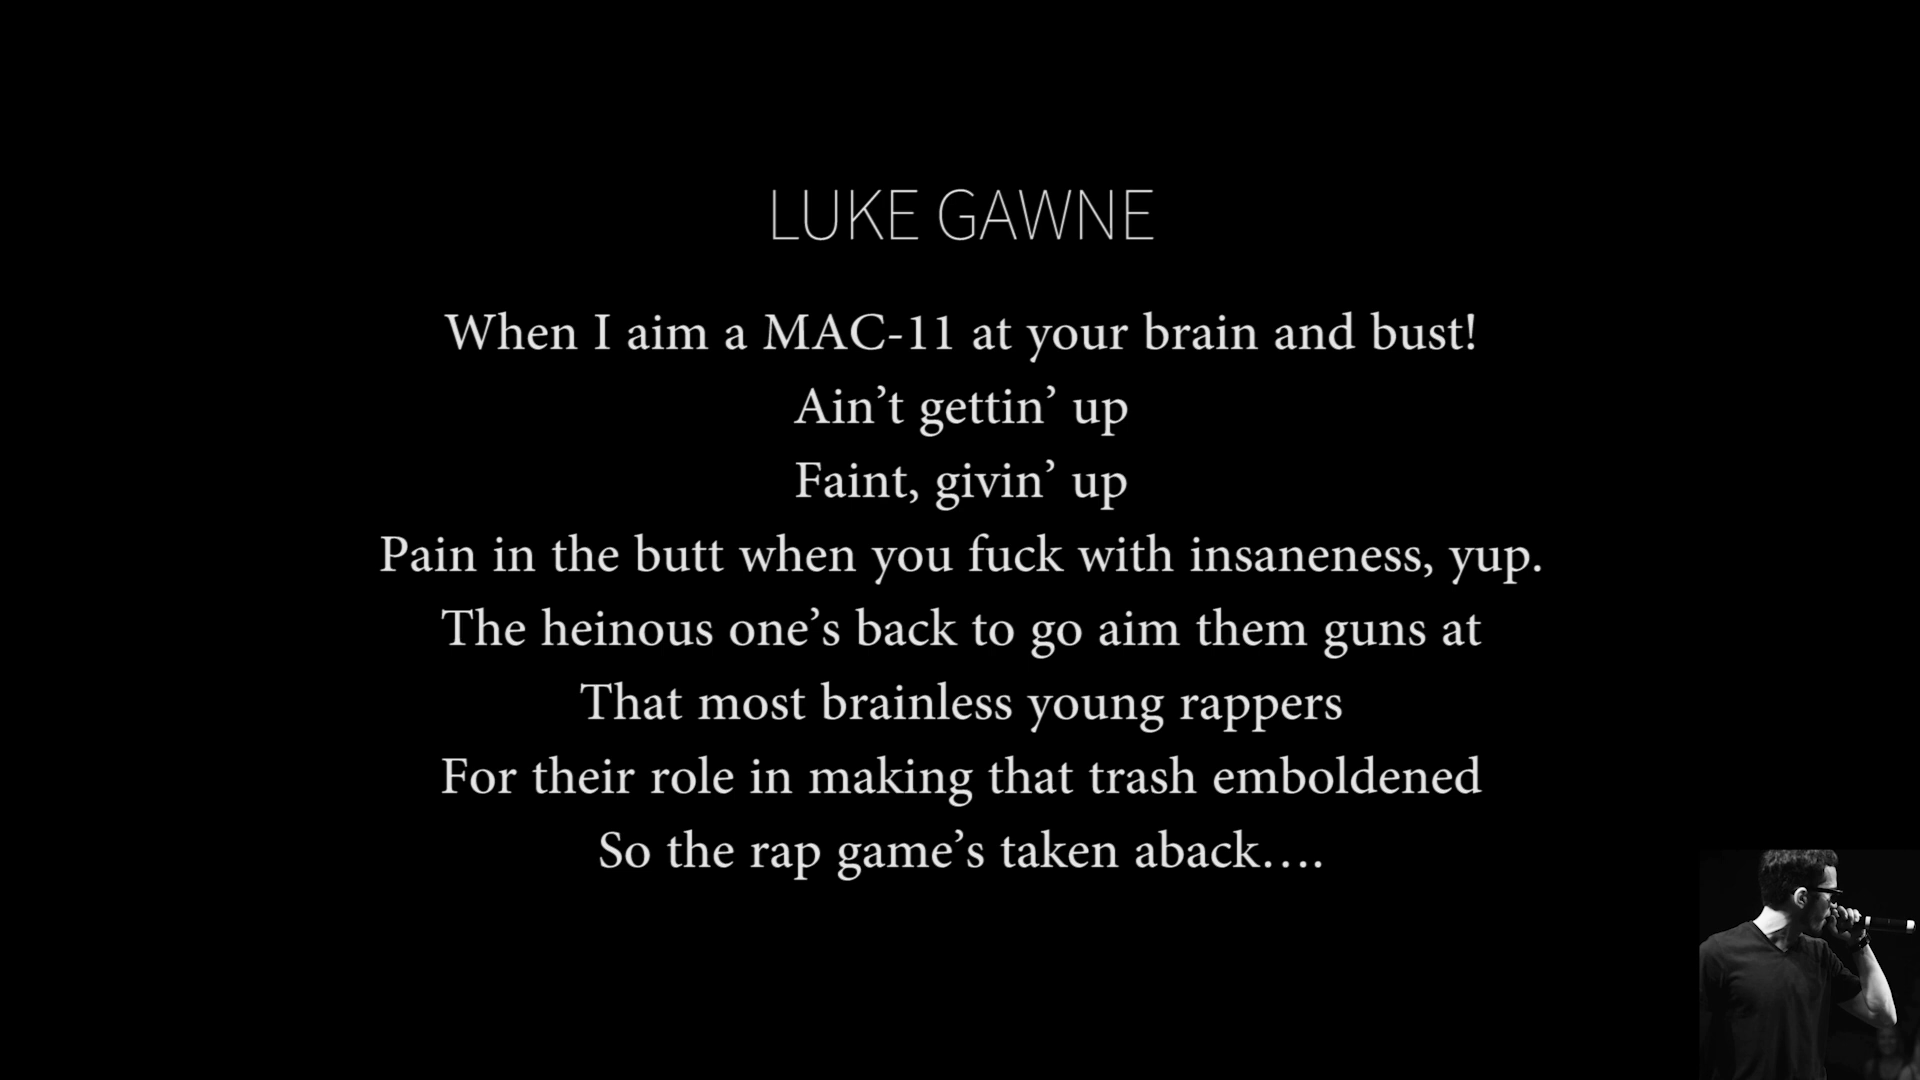 LUKE GAWNE
When I aim a MAC-11 at your brain and bust!
Ain’t gettin’ up
Faint, givin’ up
Pain in the butt when you fuck with insaneness, yup.
The heinous one’s back to go aim them guns at
That most brainless young rappers
For their role in making that trash emboldened
So the rap game’s taken aback….